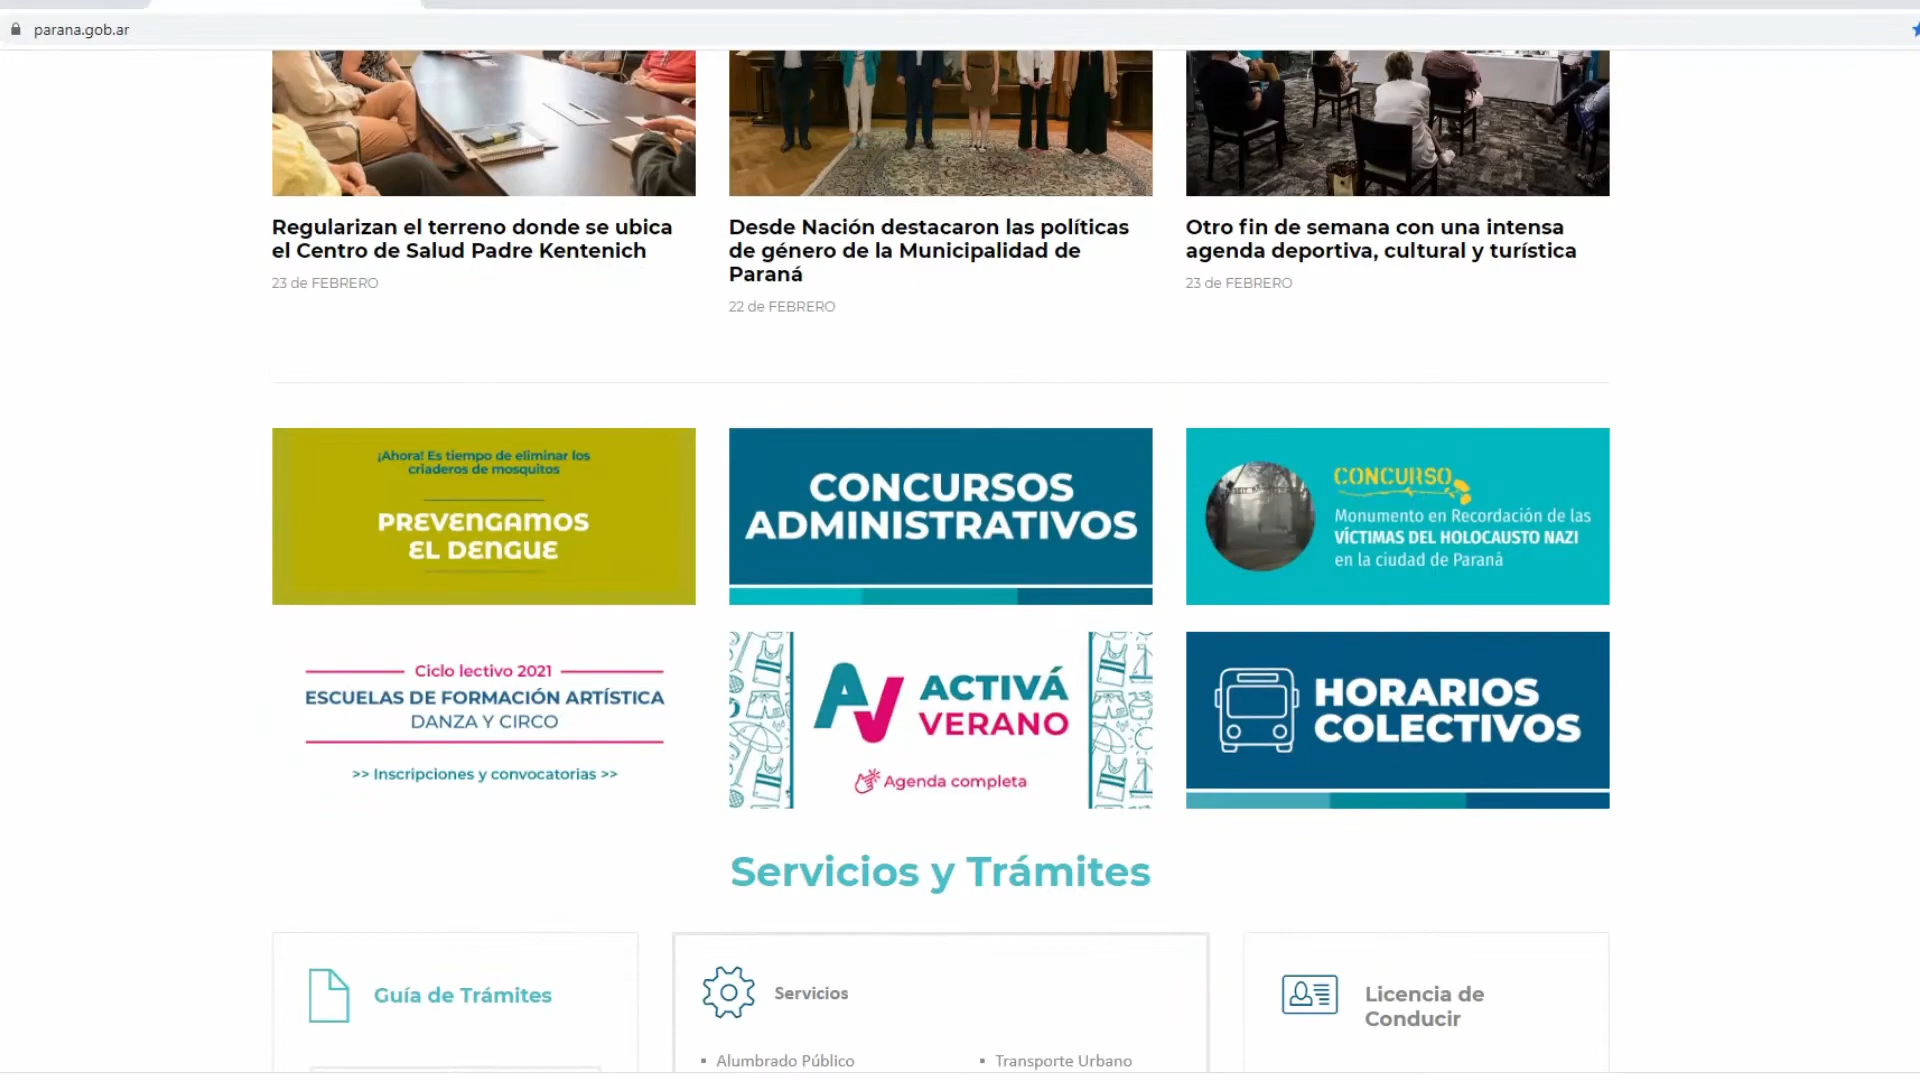 parana.gob.ar
Regularizan el terreno donde se ubica
el Centro de Salud Padre Kentenich
23 de FEBRERO
Desde Nación destacaron las políticas
de género de la Municipalidad de
Paraná
22 de FEBRERO
Otro fin de semana con una intensa
agenda deportiva, cultural y turística
23 de FEBRERO
¡Ahora! Es tiempo de eliminar los
criaderos de mosquitos
PREVENGAMOS
EL DENGUE
CONCURSOS
ADMINISTRATIVOS
CONCURSO
Monumento en Recordación de las
VÍCTIMAS DEL HOLOCAUSTO NAZI
en la ciudad de Paraná
Ciclo lectivo 2021
ESCUELAS DE FORMACIÓN ARTÍSTICA
DANZA Y CIRCO
>> Inscripciones y convocatorias >>
AV
ACTIVÁ
VERANO
Agenda completa
HORARIOS
COLECTIVOS
Servicios y Trámites
Guía de Trámites
Servicios
▪ Alumbrado Público
▪ Transporte Urbano
Licencia de
Conducir